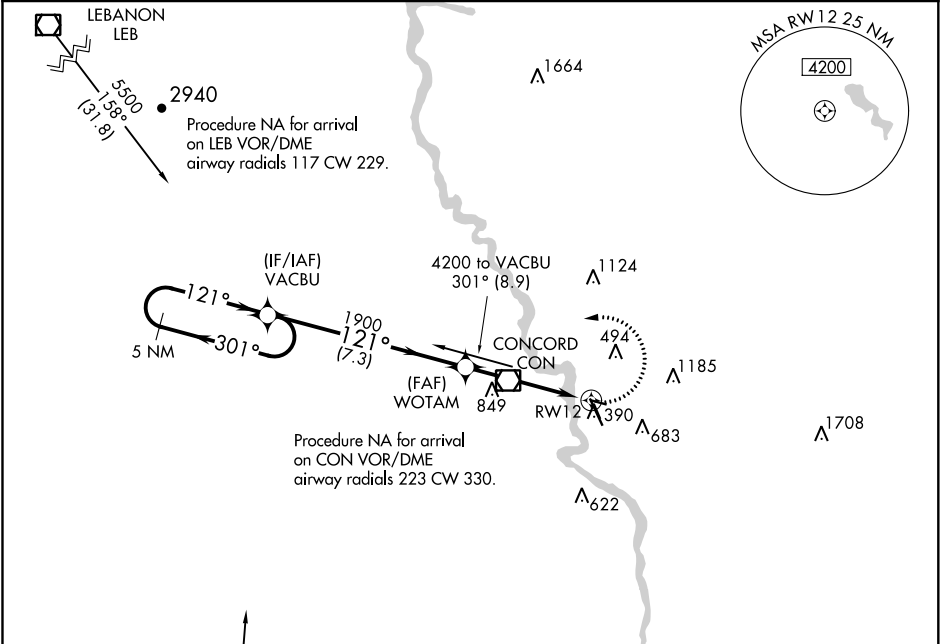 LEBANON
LEB
5500
158°
(31.8)
2940
Procedure NA for arrival
on LEB VOR/DME
airway radials 117 CW 229.
1664
MSA RW 12 25 NM
4200
(IF/IAF)
VACBU
121°
301°
5 NM
4200 to VACBU
301° (8.9)
1900
121°
(7.3)
1124
494
1185
CONCORD
CON
(FAF)
WOTAM
849
RW12
390
683
1708
Procedure NA for arrival
on CON VOR/DME
airway radials 223 CW 330.
622